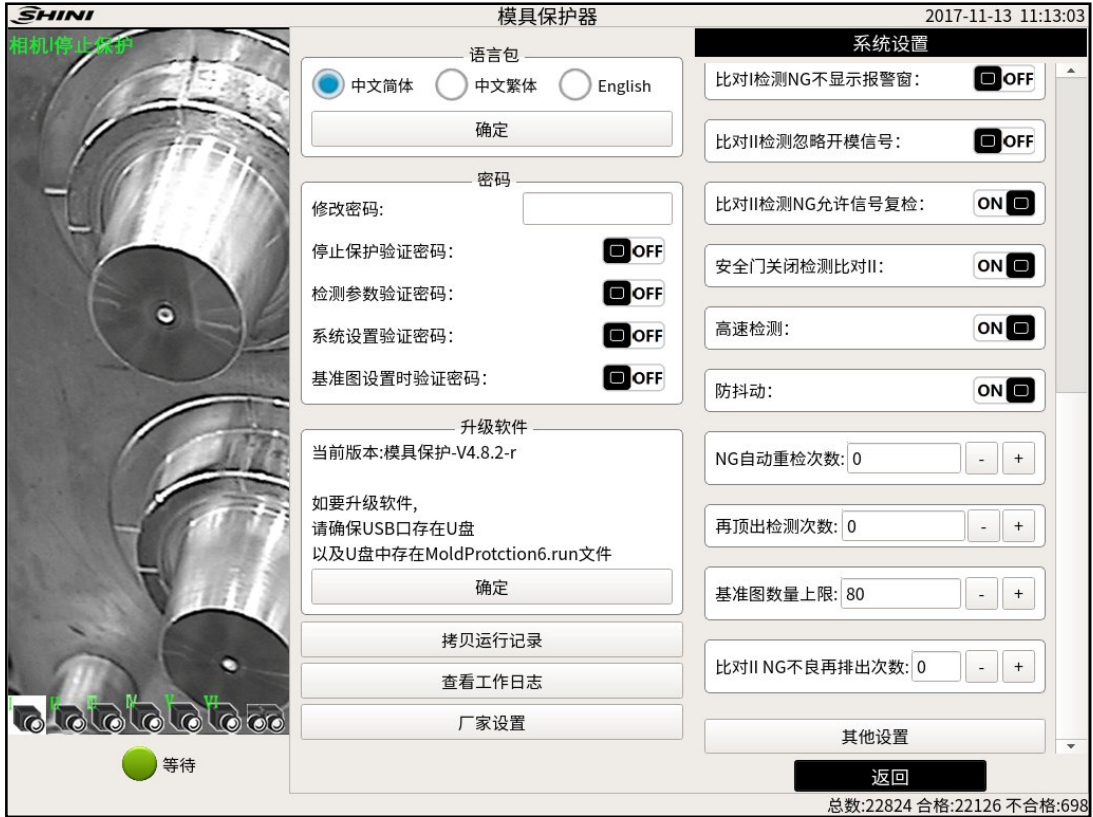 SHINI
模具保护器
2017-11-13 11:13:03
相机I停止保护
I II III IV V VI
等待
语言包
中文简体 中文繁体 English
确定
密码
修改密码:
停止保护验证密码: OFF
检测参数验证密码: OFF
系统设置验证密码: OFF
基准图设置时验证密码: OFF
升级软件
当前版本:模具保护-V4.8.2-r
如要升级软件,
请确保USB口存在U盘
以及U盘中存在MoldProtction6.run文件
确定
拷贝运行记录
查看工作日志
厂家设置
系统设置
比对I检测NG不显示报警窗: OFF
比对II检测忽略开模信号: OFF
比对II检测NG允许信号复检: ON
安全门关闭检测比对II: ON
高速检测: ON
防抖动: ON
NG自动重检次数: 0 - +
再顶出检测次数: 0 - +
基准图数量上限: 80 - +
比对II NG不良再排出次数: 0 - +
其他设置
返回
总数:22824 合格:22126 不合格:698